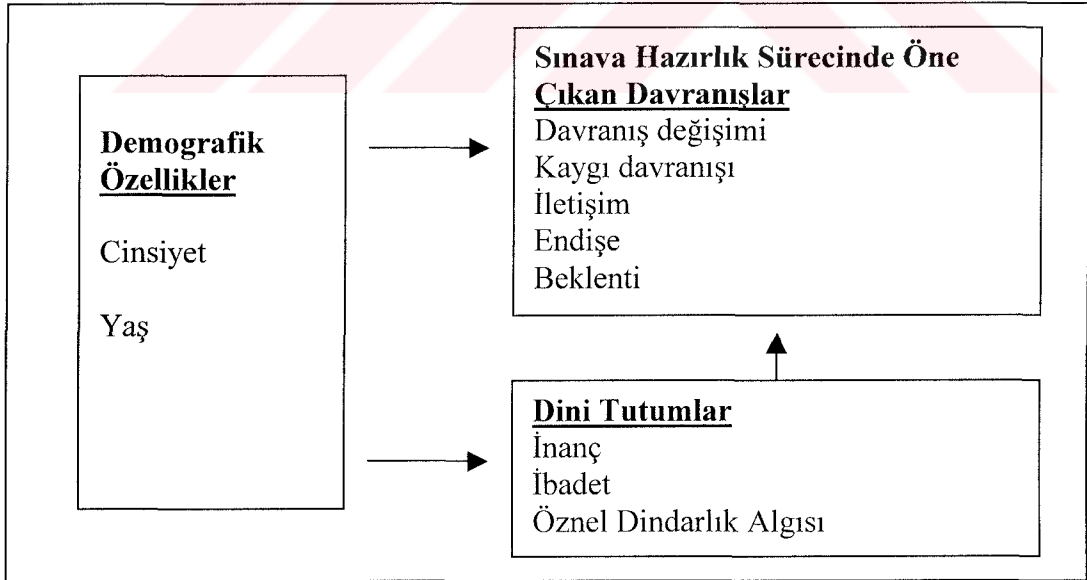 Demografik
Özellikler
Cinsiyet
Yaş
Sınava Hazırlık Sürecinde Öne
Çıkan Davranışlar
Davranış değişimi
Kaygı davranışı
İletişim
Endişe
Beklenti
Dini Tutumlar
İnanç
İbadet
Öznel Dindarlık Algısı